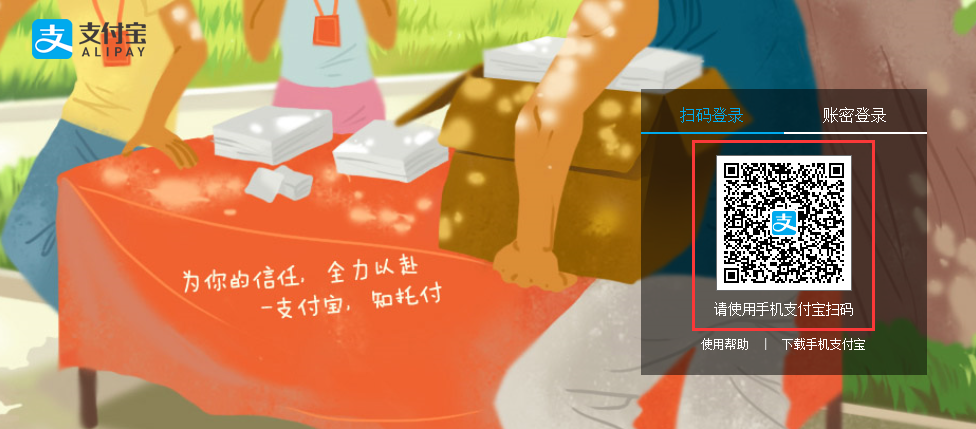 支付宝
ALIPAY
扫码登录 账密登录
支
请使用手机支付宝扫码
使用帮助 | 下载手机支付宝
为你的信任，全力以赴
-支付宝，知托付